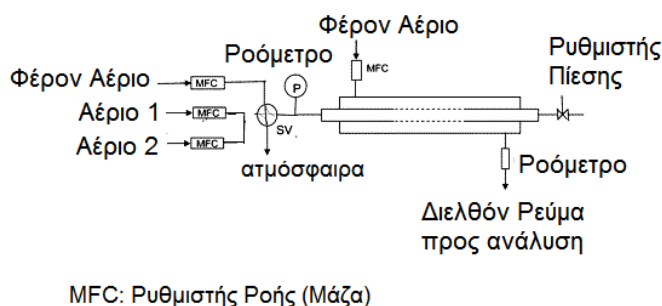 Φέρον Αέριο
Ροόμετρο
MFC
Ρυθμιστής
Πίεσης
Φέρον Αέριο
MFC
P
Αέριο 1
MFC
SV
Αέριο 2
MFC
ατμόσφαιρα
Ροόμετρο
Διελθόν Ρεύμα
προς ανάλυση
MFC: Ρυθμιστής Ροής (Μάζα)